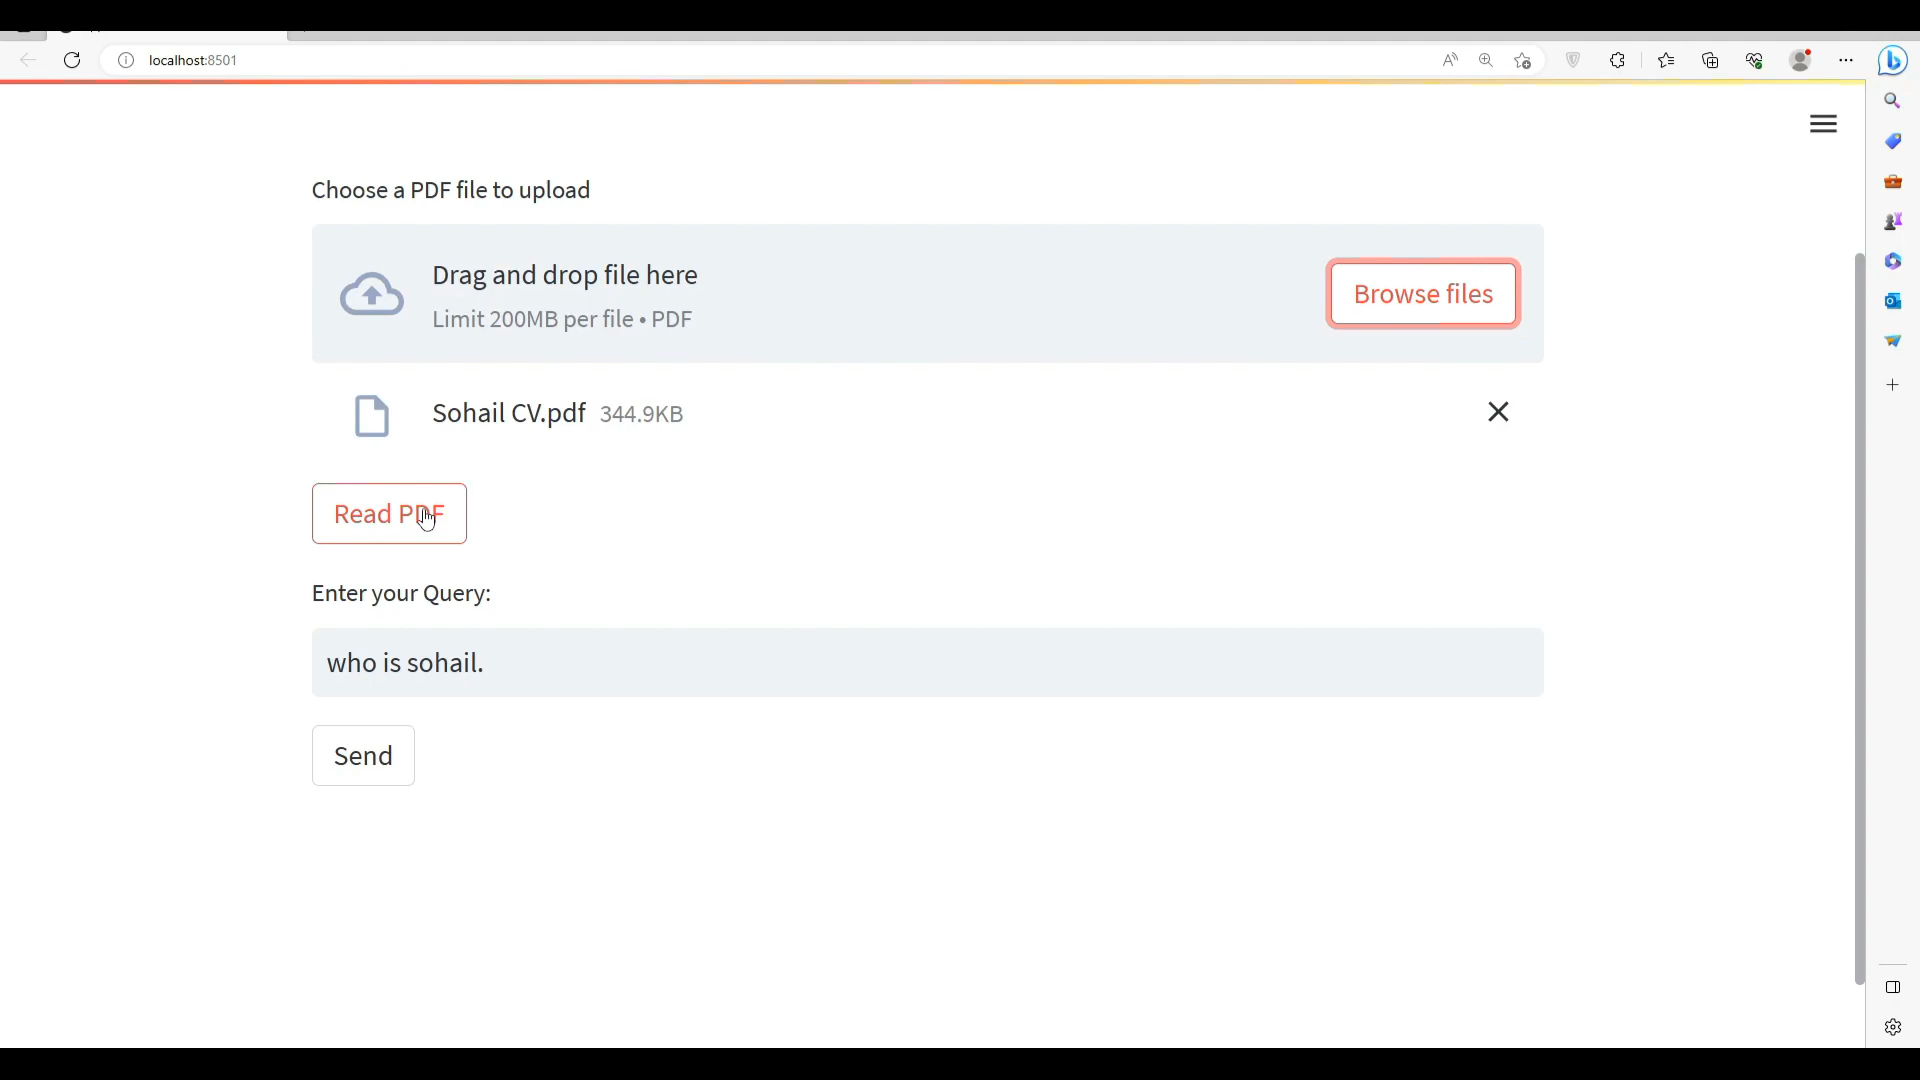 localhost:8501
Choose a PDF file to upload
Drag and drop file here
Limit 200MB per file • PDF
Browse files
Sohail CV.pdf 344.9KB
Read PDF
Enter your Query:
who is sohail.
Send